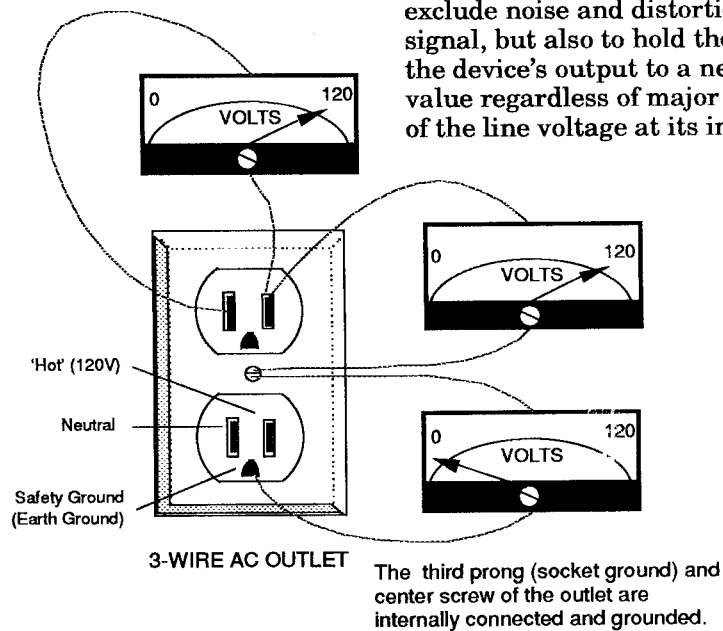 exclude noise and distortio
signal, but also to hold the
the device's output to a ne
value regardless of major
of the line voltage at its in
0 120
VOLTS
0 120
VOLTS
'Hot' (120V)
Neutral
0 120
VOLTS
Safety Ground
(Earth Ground)
3-WIRE AC OUTLET
The third prong (socket ground) and
center screw of the outlet are
internally connected and grounded.